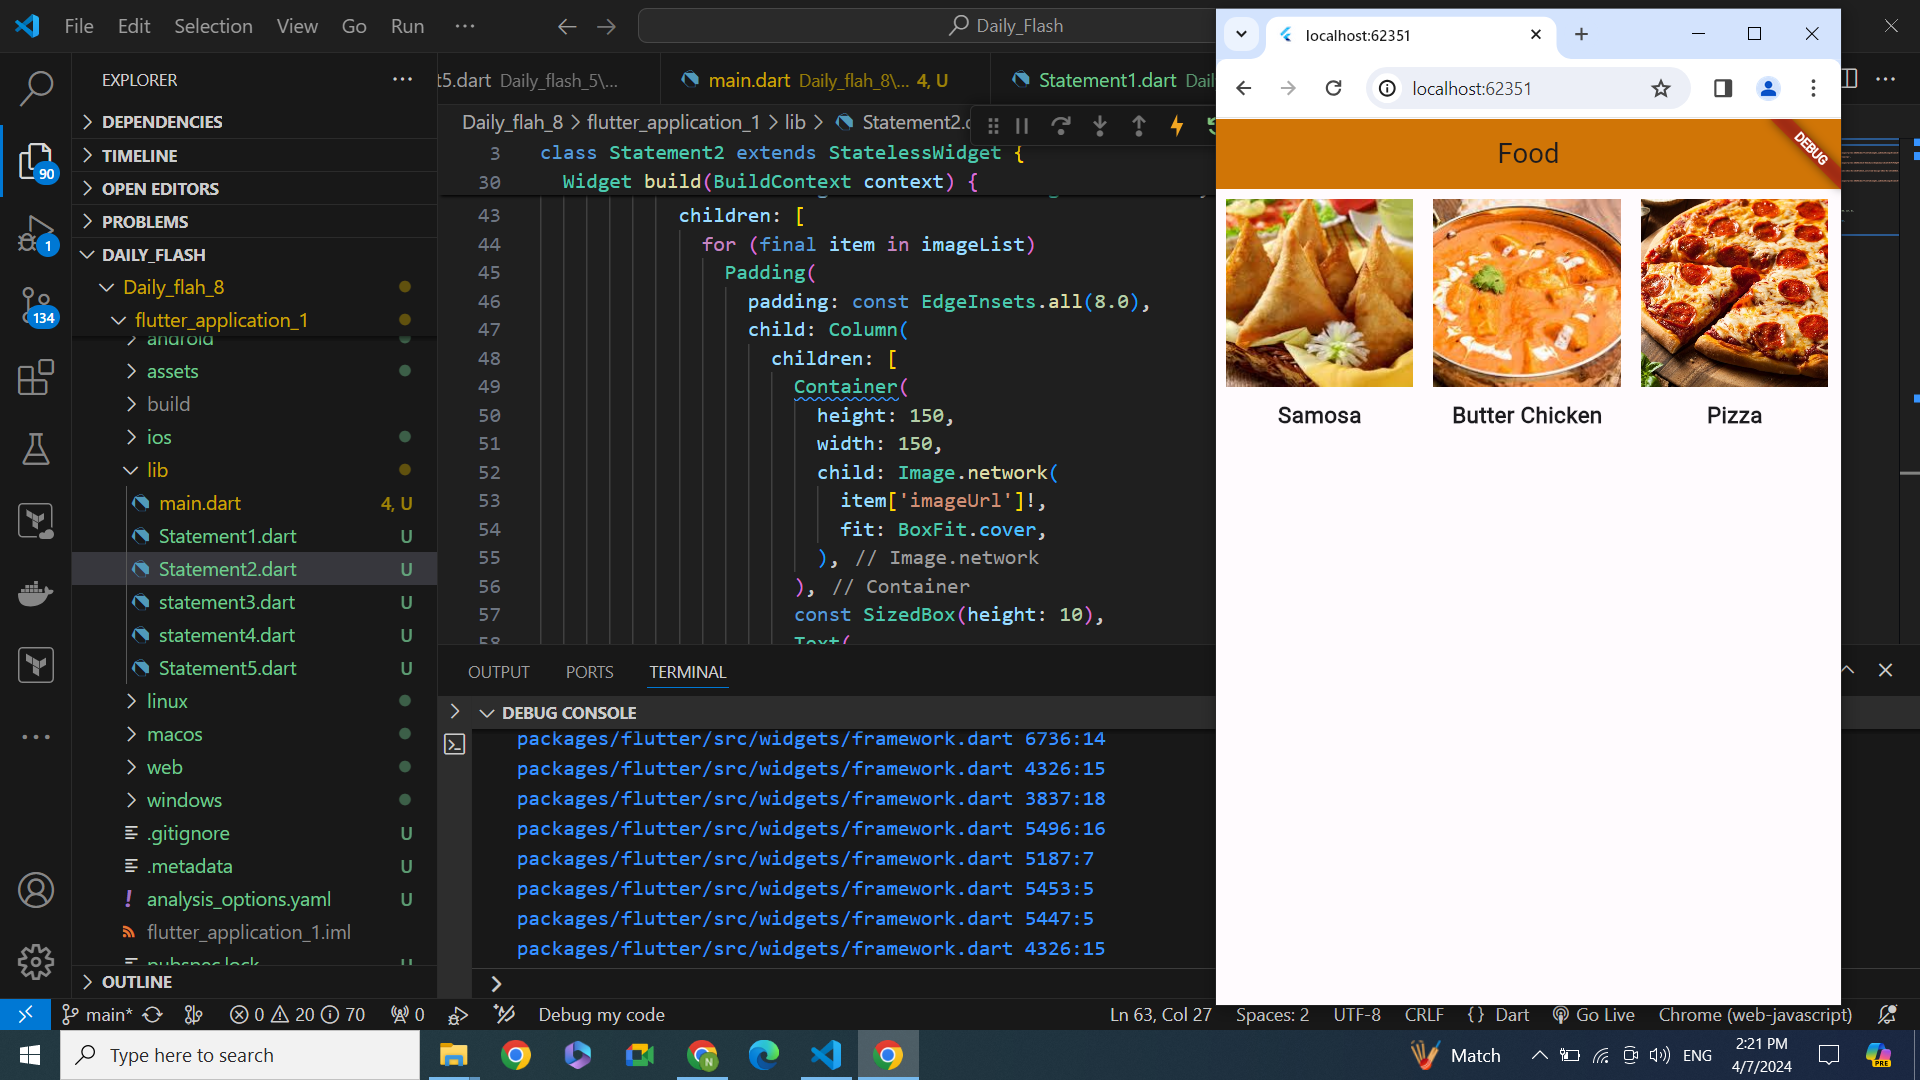 File Edit Selection View Go Run ...
Daily_Flash
EXPLORER
DEPENDENCIES
TIMELINE
OPEN EDITORS
PROBLEMS
DAILY_FLASH
Daily_flah_8
flutter_application_1
android
assets
build
ios
lib
main.dart 4, U
Statement1.dart U
Statement2.dart U
statement3.dart U
statement4.dart U
Statement5.dart U
linux
macos
web
windows
.gitignore U
.metadata U
analysis_options.yaml U
flutter_application_1.iml
pubspec.lock U
OUTLINE
90
1
134
t5.dart Daily_flash_5\...
main.dart Daily_flah_8\... 4, U
Statement1.dart Dail
Daily_flah_8 > flutter_application_1 > lib > Statement2.d
3 class Statement2 extends StatelessWidget {
30 Widget build(BuildContext context) {
43 children: [
44 for (final item in imageList)
45 Padding(
46 padding: const EdgeInsets.all(8.0),
47 child: Column(
48 children: [
49 Container(
50 height: 150,
51 width: 150,
52 child: Image.network(
53 item['imageUrl']!,
54 fit: BoxFit.cover,
55 ), // Image.network
56 ), // Container
57 const SizedBox(height: 10),
58 Text(
OUTPUT PORTS TERMINAL
DEBUG CONSOLE
packages/flutter/src/widgets/framework.dart 6736:14
packages/flutter/src/widgets/framework.dart 4326:15
packages/flutter/src/widgets/framework.dart 3837:18
packages/flutter/src/widgets/framework.dart 5496:16
packages/flutter/src/widgets/framework.dart 5187:7
packages/flutter/src/widgets/framework.dart 5453:5
packages/flutter/src/widgets/framework.dart 5447:5
packages/flutter/src/widgets/framework.dart 4326:15
localhost:62351
localhost:62351
Food
DEBUG
Samosa
Butter Chicken
Pizza
main* 0 20 70 0 Debug my code
Ln 63, Col 27 Spaces: 2 UTF-8 CRLF {} Dart Go Live Chrome (web-javascript)
Type here to search
N
Match
ENG
2:21 PM
4/7/2024
PRE